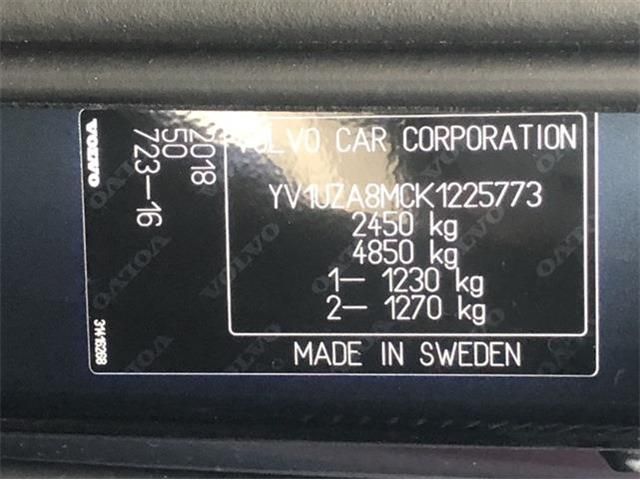 VOLVO CAR CORPORATION
YV1UZA8MCK1225773
2450 kg
4850 kg
1— 1230 kg
2— 1270 kg
MADE IN SWEDEN
2018
50
723—16
VOLVO
31416288